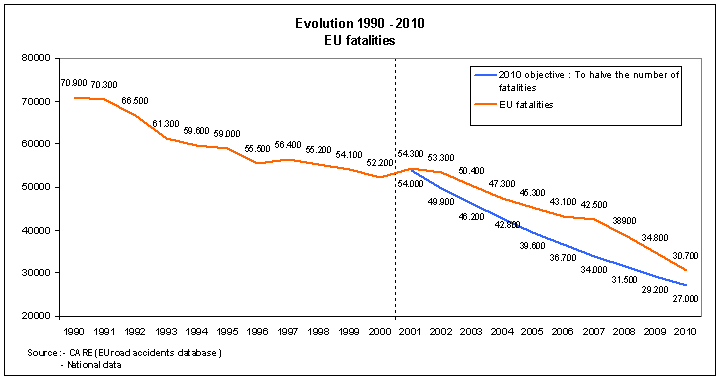 Evolution 1990 - 2010
EU fatalities
80000
70000
60000
50000
40000
30000
20000
2010 objective : To halve the number of
fatalities
EU fatalities
70.900 70.300 66.500 61.300 59.600 59.000 55.500 56.400 55.200 54.100 52.200 54.300 53.300 50.400 47.300 45.300 43.100 42.500 38900 34.800 30.700
54.000 49.900 46.200 42.800 39.600 36.700 34.000 31.500 29.200 27.000
1990 1991 1992 1993 1994 1995 1996 1997 1998 1999 2000 2001 2002 2003 2004 2005 2006 2007 2008 2009 2010
Source : - CARE (EU road accidents database )
- National data